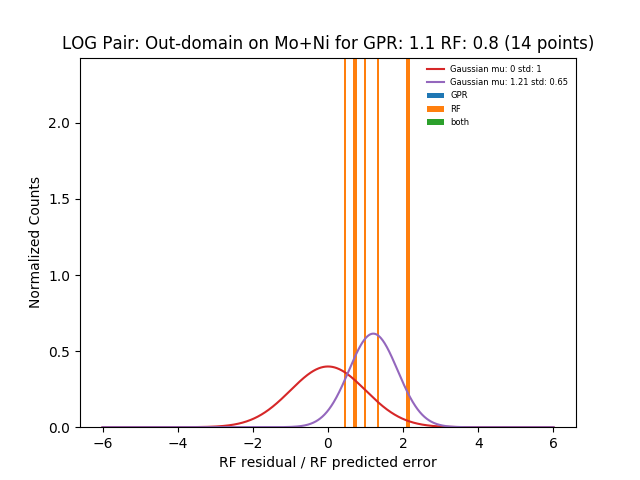 LOG Pair: Out-domain on Mo+Ni for GPR: 1.1 RF: 0.8 (14 points)
Gaussian mu: 0 std: 1
Gaussian mu: 1.21 std: 0.65
GPR
RF
both
Normalized Counts
2.0
1.5
1.0
0.5
0.0
−6
−4
−2
0
2
4
6
RF residual / RF predicted error